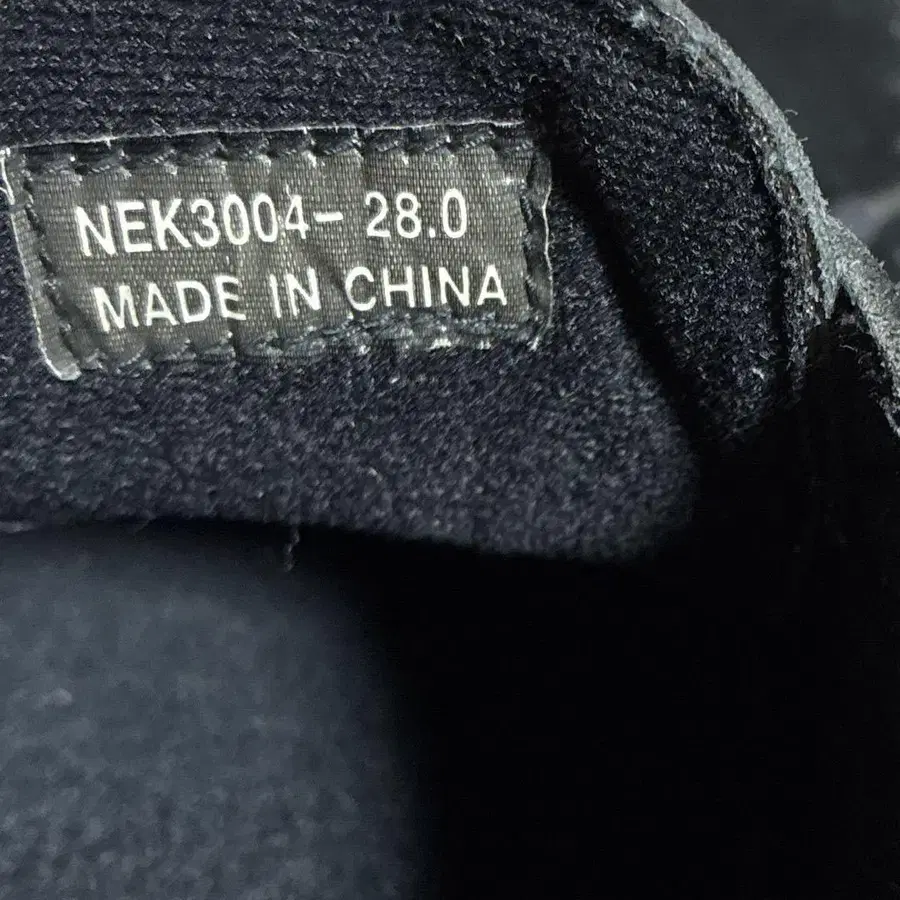 NEK3004- 28.0
MADE IN CHINA